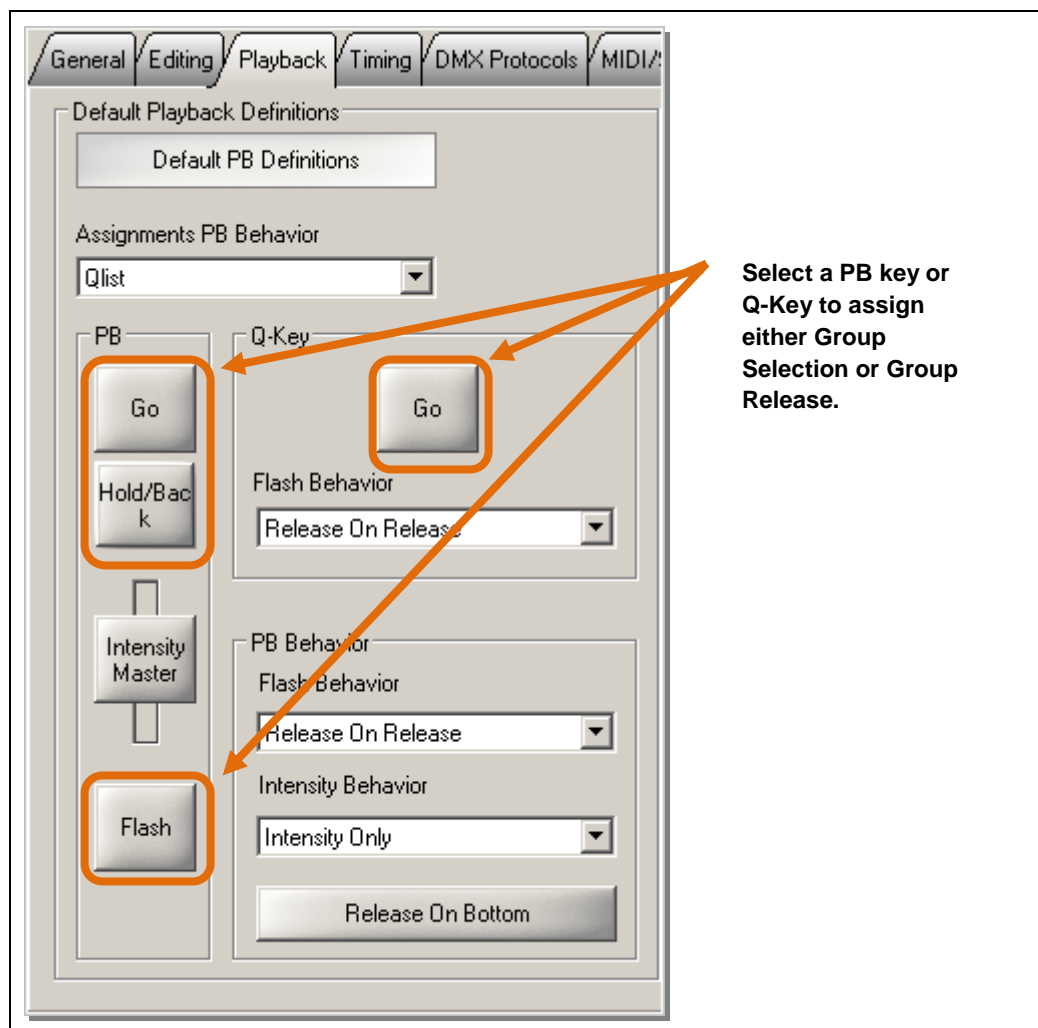 General Editing Playback Timing DMX Protocols MIDI/
Default Playback Definitions
Default PB Definitions
Assignments PB Behavior
Qlist
PB
Go
Hold/Bac
k
Intensity
Master
Flash
Q-Key
Go
Flash Behavior
Release On Release
PB Behavior
Flash Behavior
Release On Release
Intensity Behavior
Intensity Only
Release On Bottom
Select a PB key or
Q-Key to assign
either Group
Selection or Group
Release.